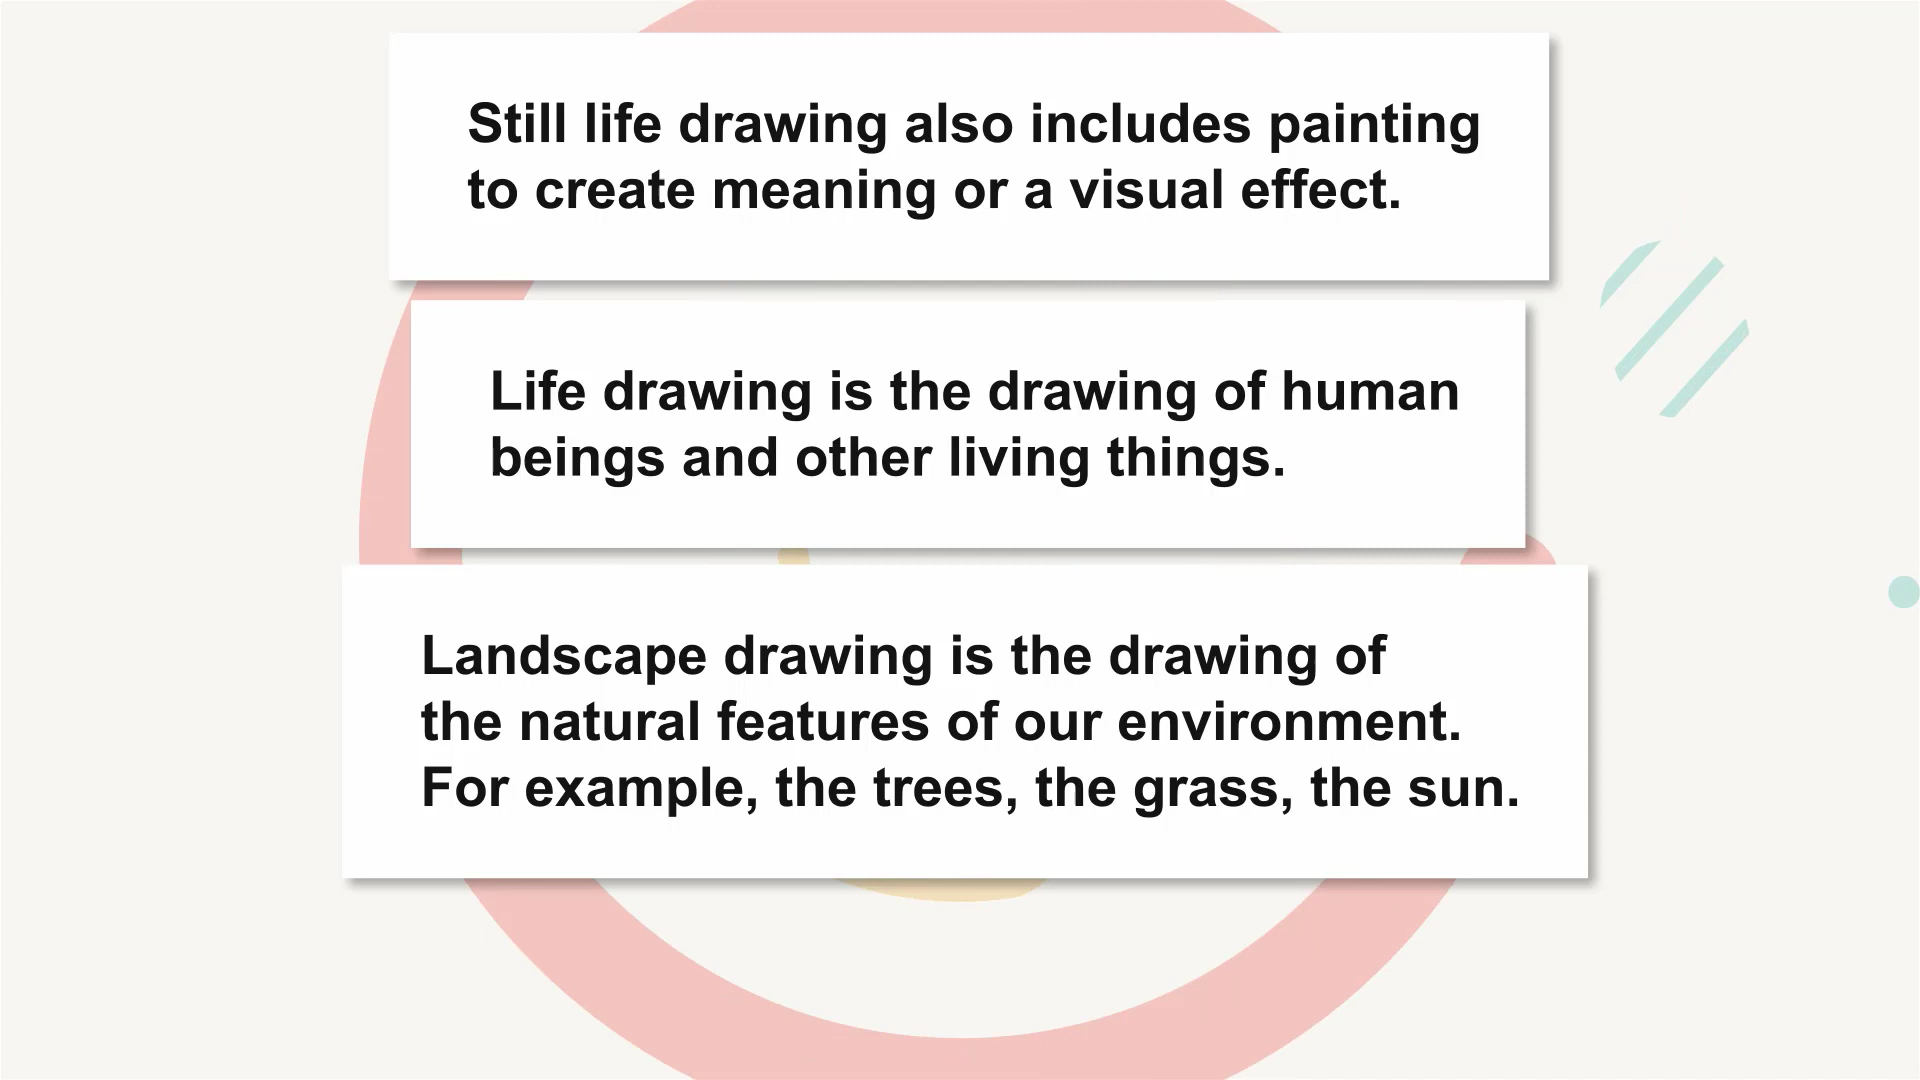 Still life drawing also includes painting
to create meaning or a visual effect.
Life drawing is the drawing of human
beings and other living things.
Landscape drawing is the drawing of
the natural features of our environment.
For example, the trees, the grass, the sun.